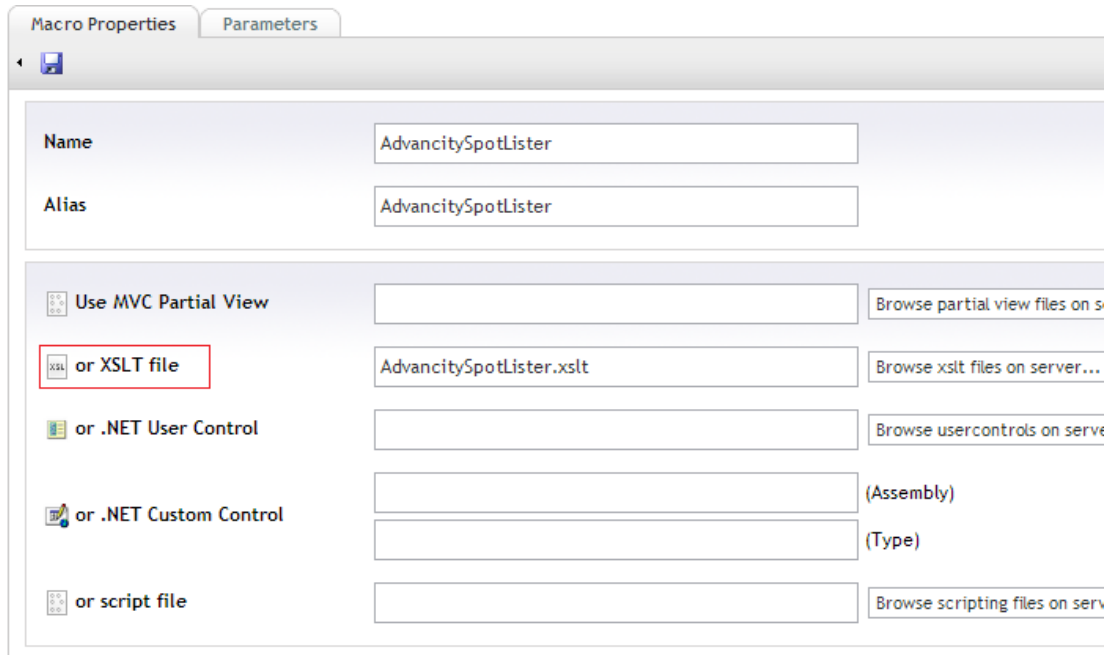 Macro Properties Parameters
Name AdvancitySpotLister
Alias AdvancitySpotLister
Use MVC Partial View Browse partial view files on s
XSL or XSLT file AdvancitySpotLister.xslt Browse xslt files on server...
or .NET User Control Browse usercontrols on serve
(Assembly)
or .NET Custom Control
(Type)
or script file Browse scripting files on serv